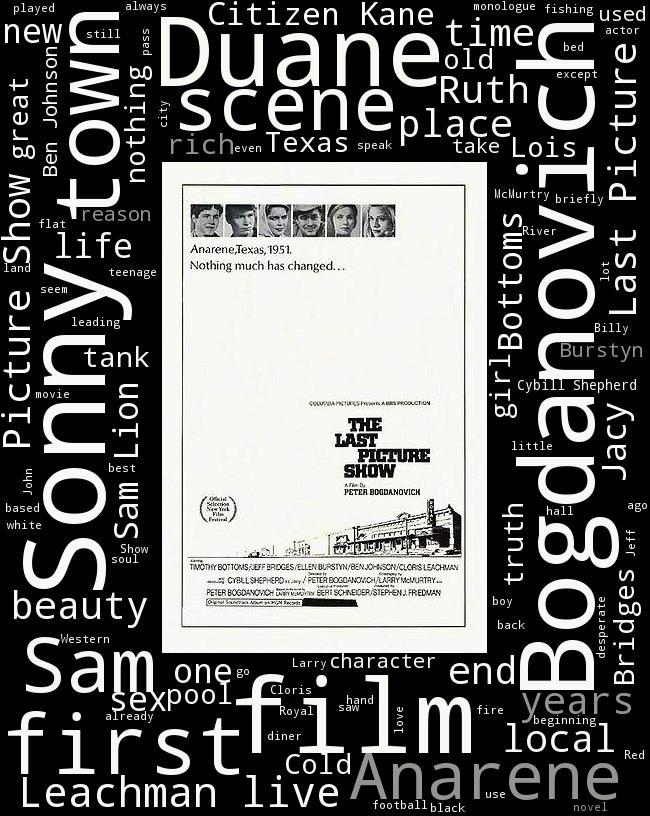 played
always
Citizen Kane
monologue
fishing
used
new
still
pass
Duane
time
actor
town
old
bed
scene
Ruth
except
nothing
city
place
Ben Johnson
rich
even
Texas
speak
take
Lois
Bogdanovich
Last Picture
Picture Show
great
reason
McMurtry
briefly
flat
life
River
land
teenage
lot
seem
Bottoms
leading
Billy
tank
Burstyn
Sonny
movie
girl
Cybill Shepherd
Sam Lion
Jacy
best
little
John
based
hall
ago
white
truth
Show
Jeff
soul
beauty
boy
desperate
Bridges
Western
back
Anarene, Texas, 1951.
Nothing much has changed...
COLUMBIA PICTURES Presents A BBS PRODUCTION
THE
LAST
PICTURE
SHOW
A Film By
PETER BOGDANOVICH
Official
Selection
New York
Film
Festival
TIMOTHY BOTTOMS/JEFF BRIDGES/ELLEN BURSTYN/BEN JOHNSON/CLORIS LEACHMAN
CYBILL SHEPHERD as Jacy / PETER BOGDANOVICH/LARRY McMURTRY
PETER BOGDANOVICH LARRY McMURTRY BERT SCHNEIDER/STEPHEN J. FRIEDMAN
Original Soundtrack Album on MGM Records
Sam
one
go
Larry
character
end
sex
pool
Cloris
hand
years
already
Royal
saw
love
fire
beginning
first
film
diner
local
Red
Cold
Anarene
Leachman
live
use
football
black
novel